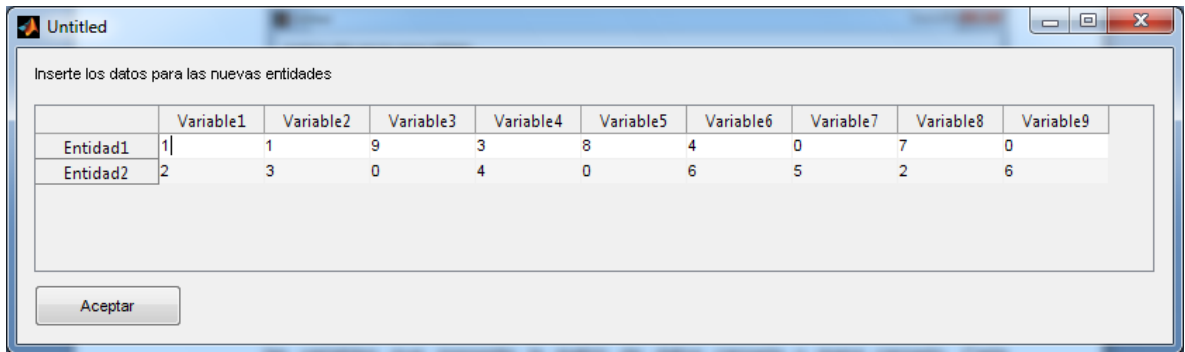 Untitled
Inserte los datos para las nuevas entidades
Variable1 Variable2 Variable3 Variable4 Variable5 Variable6 Variable7 Variable8 Variable9
Entidad1 1 1 9 3 8 4 0 7 0
Entidad2 2 3 0 4 0 6 5 2 6
Aceptar